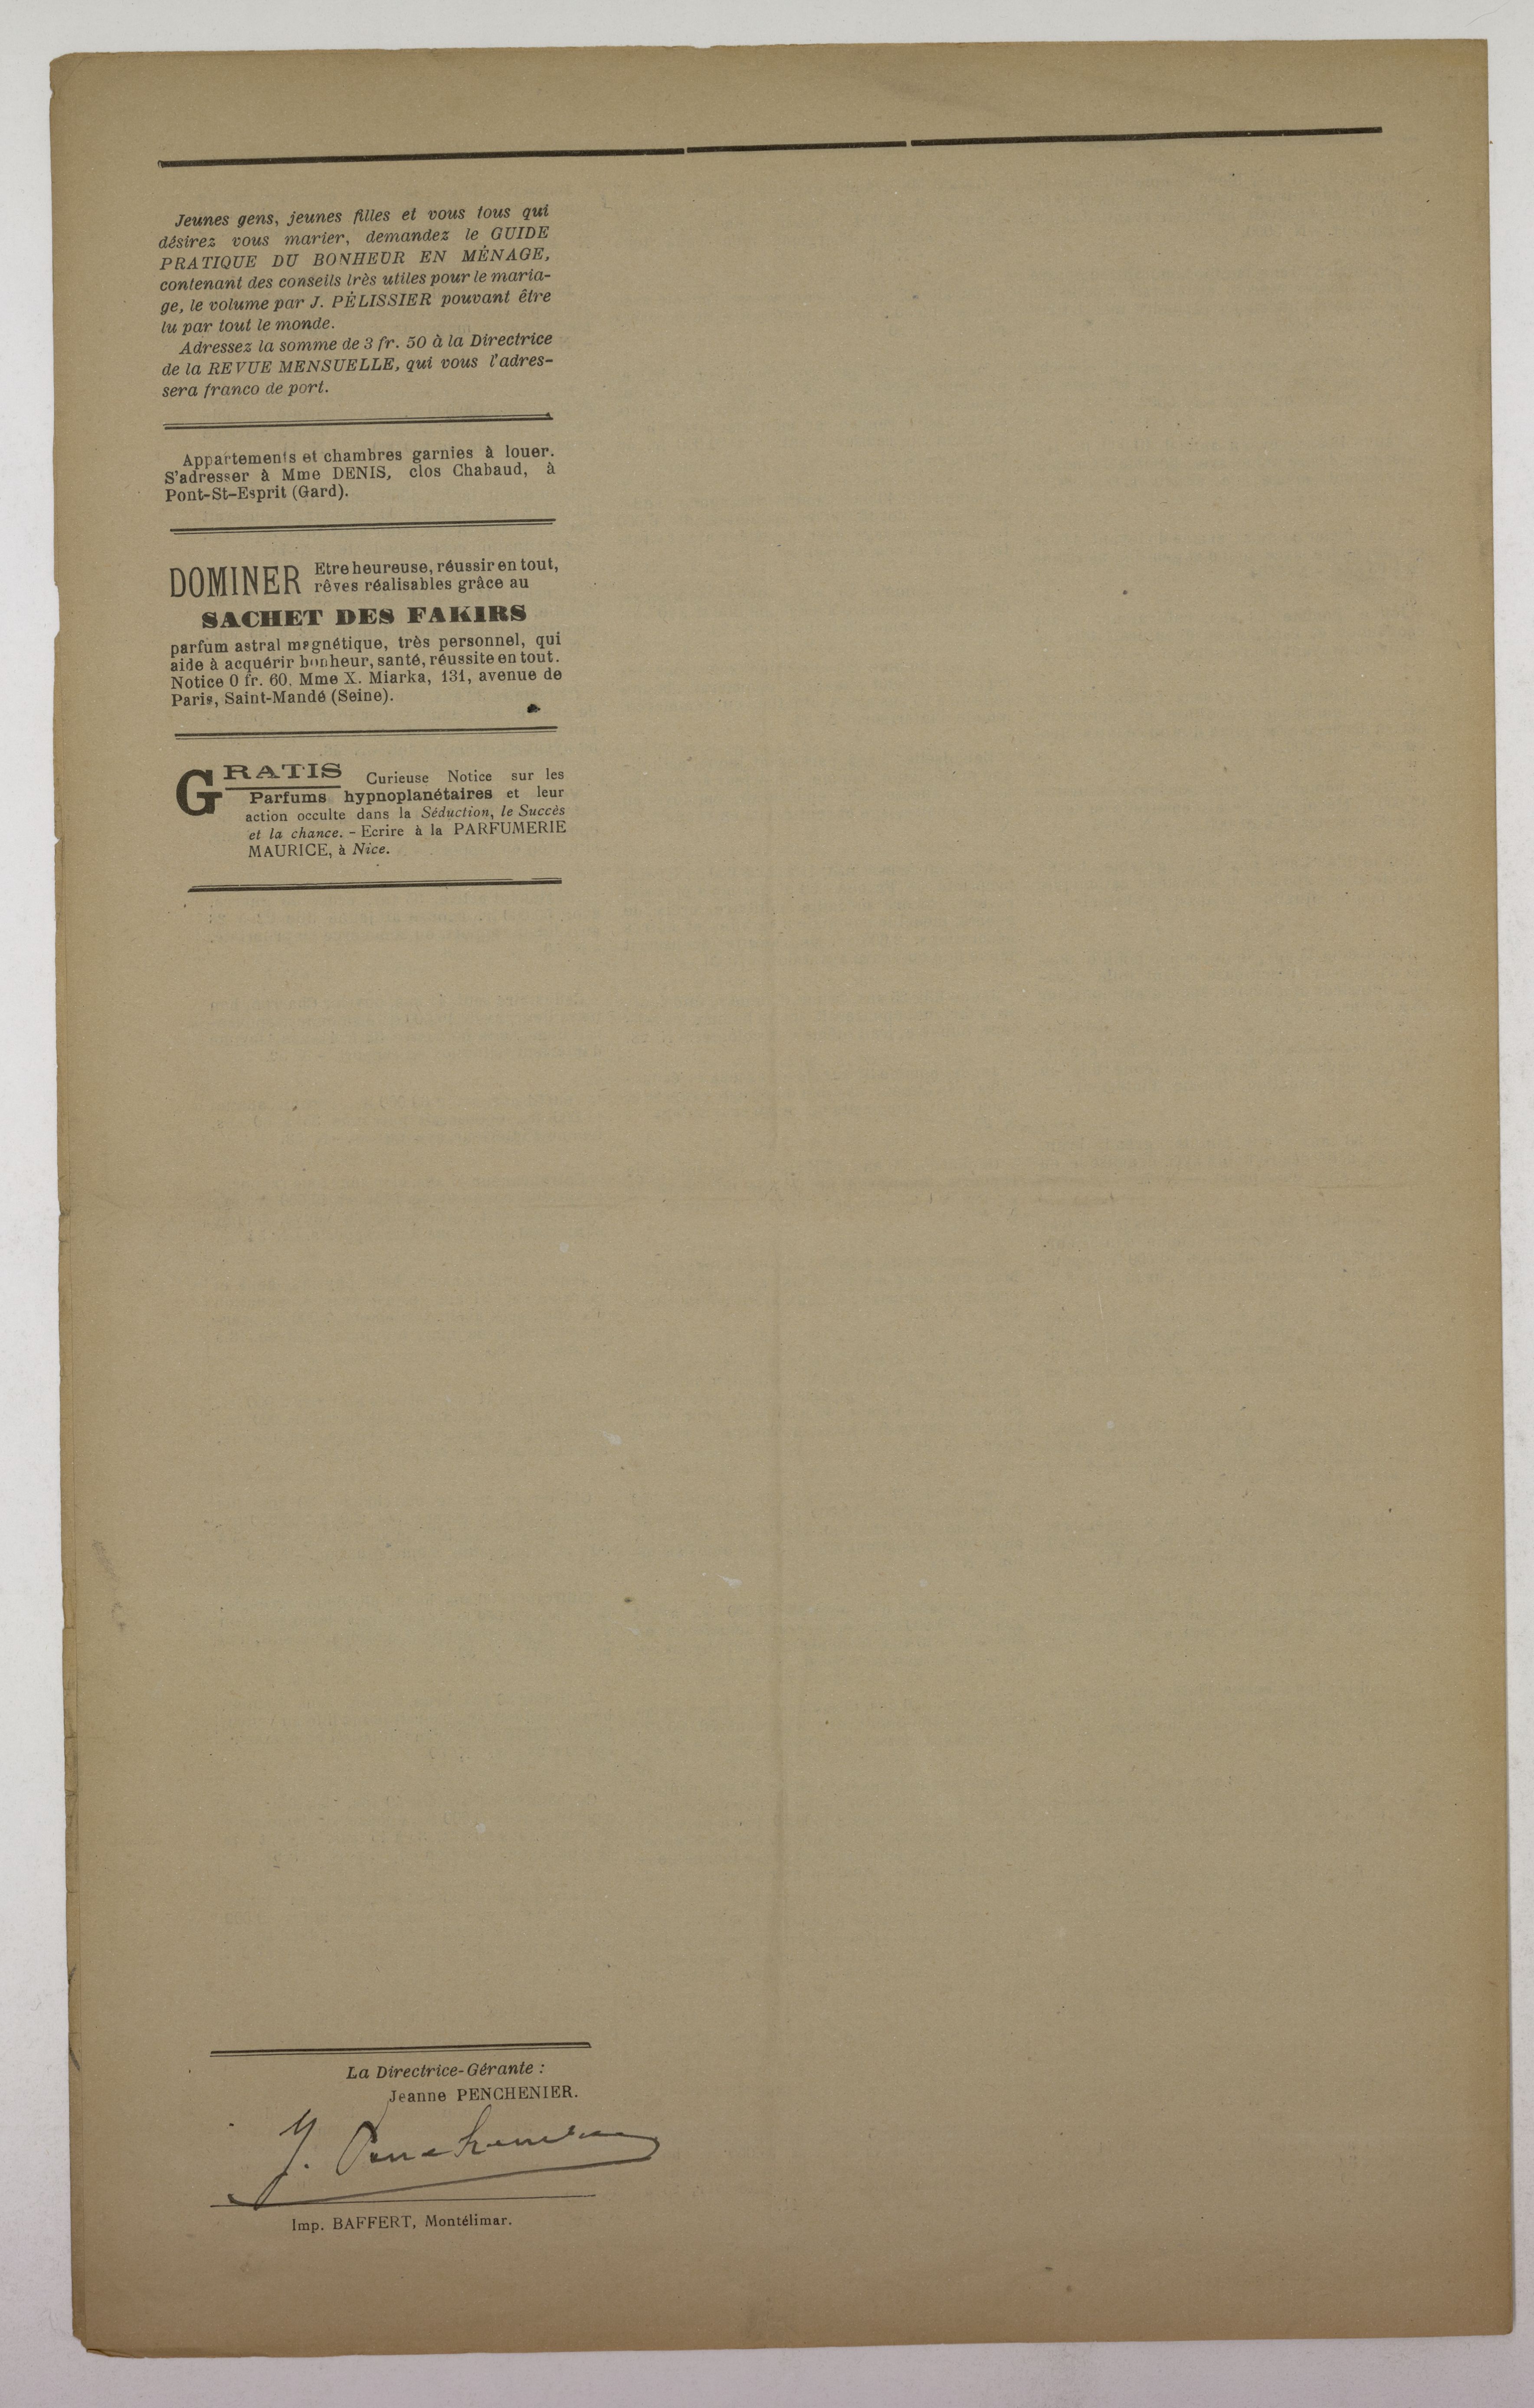 Jeunes gens, jeunes filles et vous tous qui
désirez vous marier, demandez le GUIDE
PRATIQUE DU BONHEUR EN MÉNAGE,
contenant des conseils lrès utiles pour le maria-
ge, le volume par J. PÉLISSIER pouvant être
lu par tout le monde.
Adressez la somme de 3 fr. 50 à la Directrice
de la REVUE MENSUELLE, qui vous l'adres-
sera franco de port.
Appartements et chambres garnies à louer.
S'adresser à Mme DENIS, clos Chabaud, à
Pont-St-Esprit (Gard).
DOMINER Etre heureuse, réussir en tout,
rêves réalisables grâce au
SACHET DES FAKIRS
parfum astral magnétique, très personnel, qui
aide à acquérir bonheur, santé, réussite en tout.
Notice 0 fr. 60. Mme X. Miarka, 131, avenue de
Paris, Saint-Mandé (Seine).
GRATIS Curieuse Notice sur les
Parfums hypnoplanétaires et leur
action occulte dans la Séduction, le Succès
et la chance. - Ecrire à la PARFUMERIE
MAURICE, à Nice.
La Directrice-Gérante :
Jeanne PENCHENIER.
J. Penchenier
Imp. BAFFERT, Montélimar.